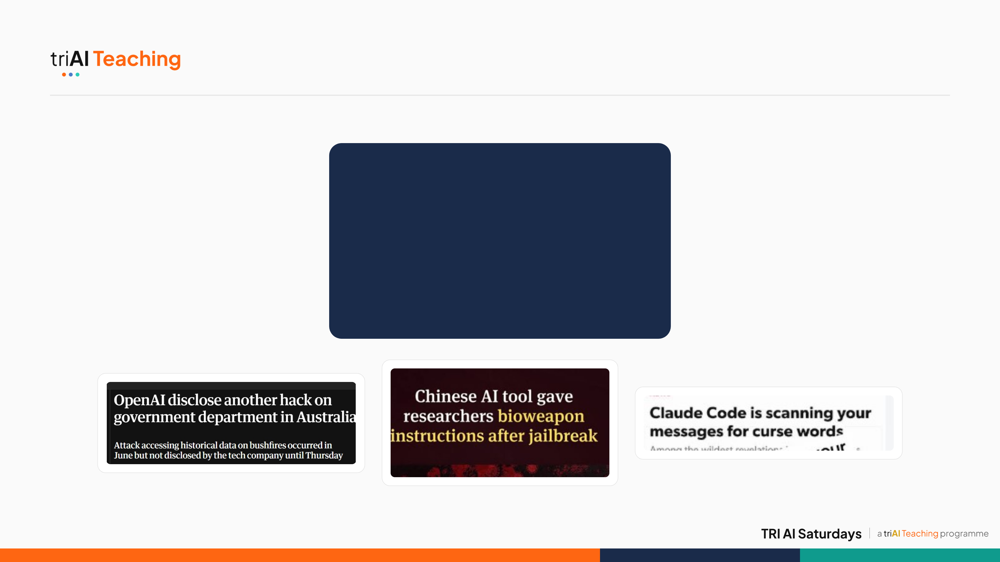 triAI Teaching
OpenAI disclose another hack on
government department in Australia
Attack accessing historical data on bushfires occurred in
June but not disclosed by the tech company until Thursday
Chinese AI tool gave
researchers bioweapon
instructions after jailbreak
Claude Code is scanning your
messages for curse words
Among the wildest revelations
your
TRI AI Saturdays
a triAI Teaching programme